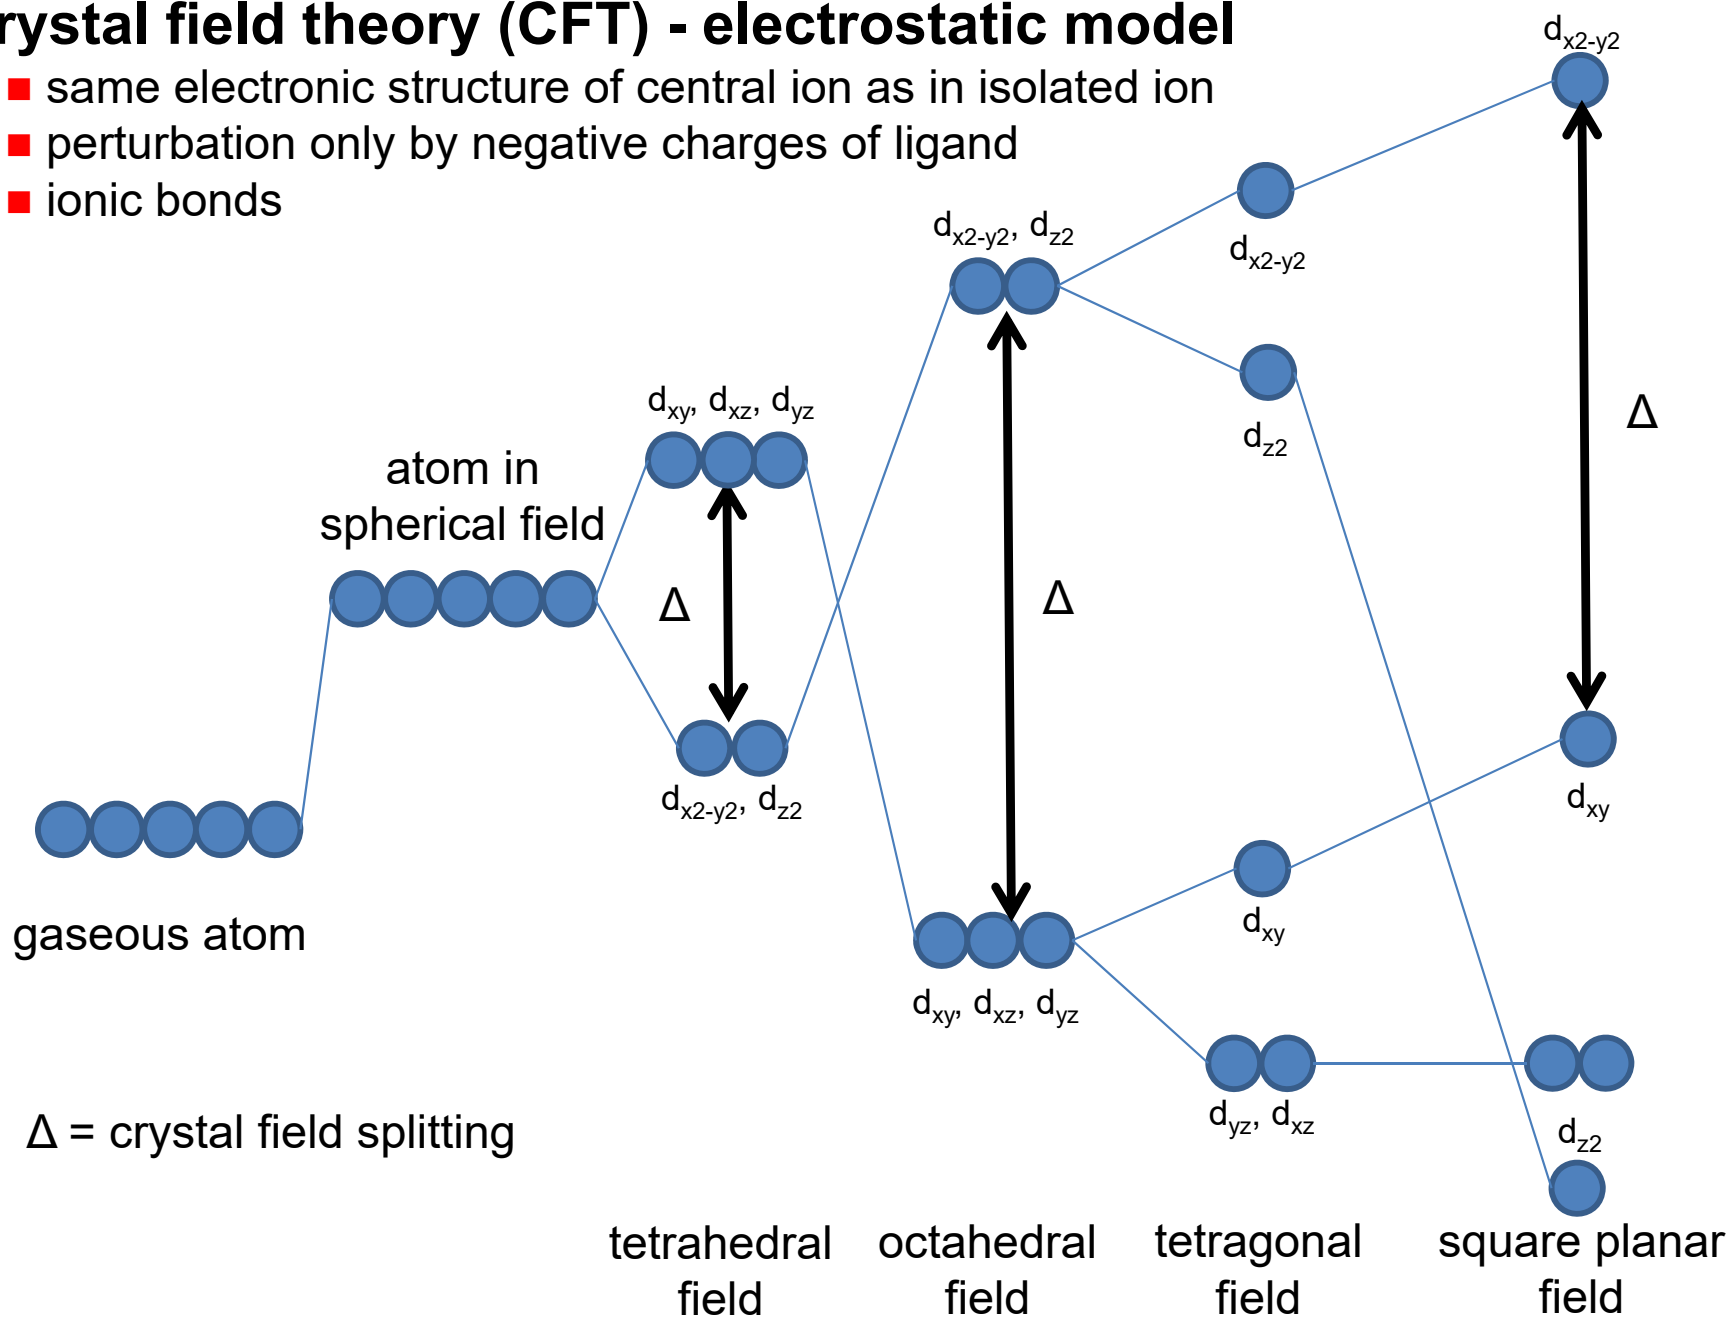 rystal field theory (CFT) - electrostatic model
same electronic structure of central ion as in isolated ion
perturbation only by negative charges of ligand
ionic bonds
dx2-y2
dx2-y2, dz2
dx2-y2
dxy, dxz, dyz
Δ
dz2
atom in
spherical field
Δ
Δ
dx2-y2, dz2
dxy
gaseous atom
dxy
dxy, dxz, dyz
dyz, dxz
Δ = crystal field splitting
dz2
tetrahedral
field
octahedral
field
tetragonal
field
square planar
field